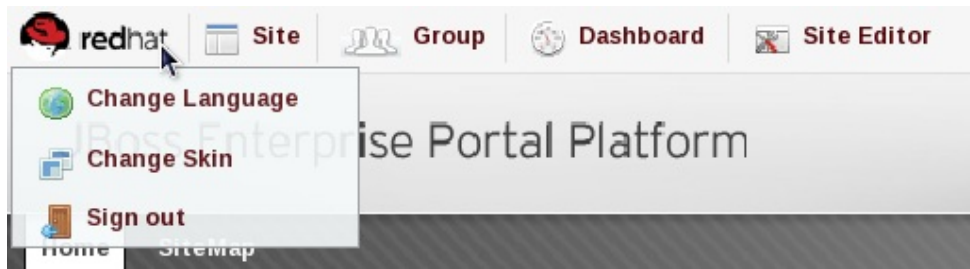 redhat Site Group Dashboard Site Editor
Change Language
JBoss Enterprise Portal Platform
Change Skin
Sign out
Home SiteMap